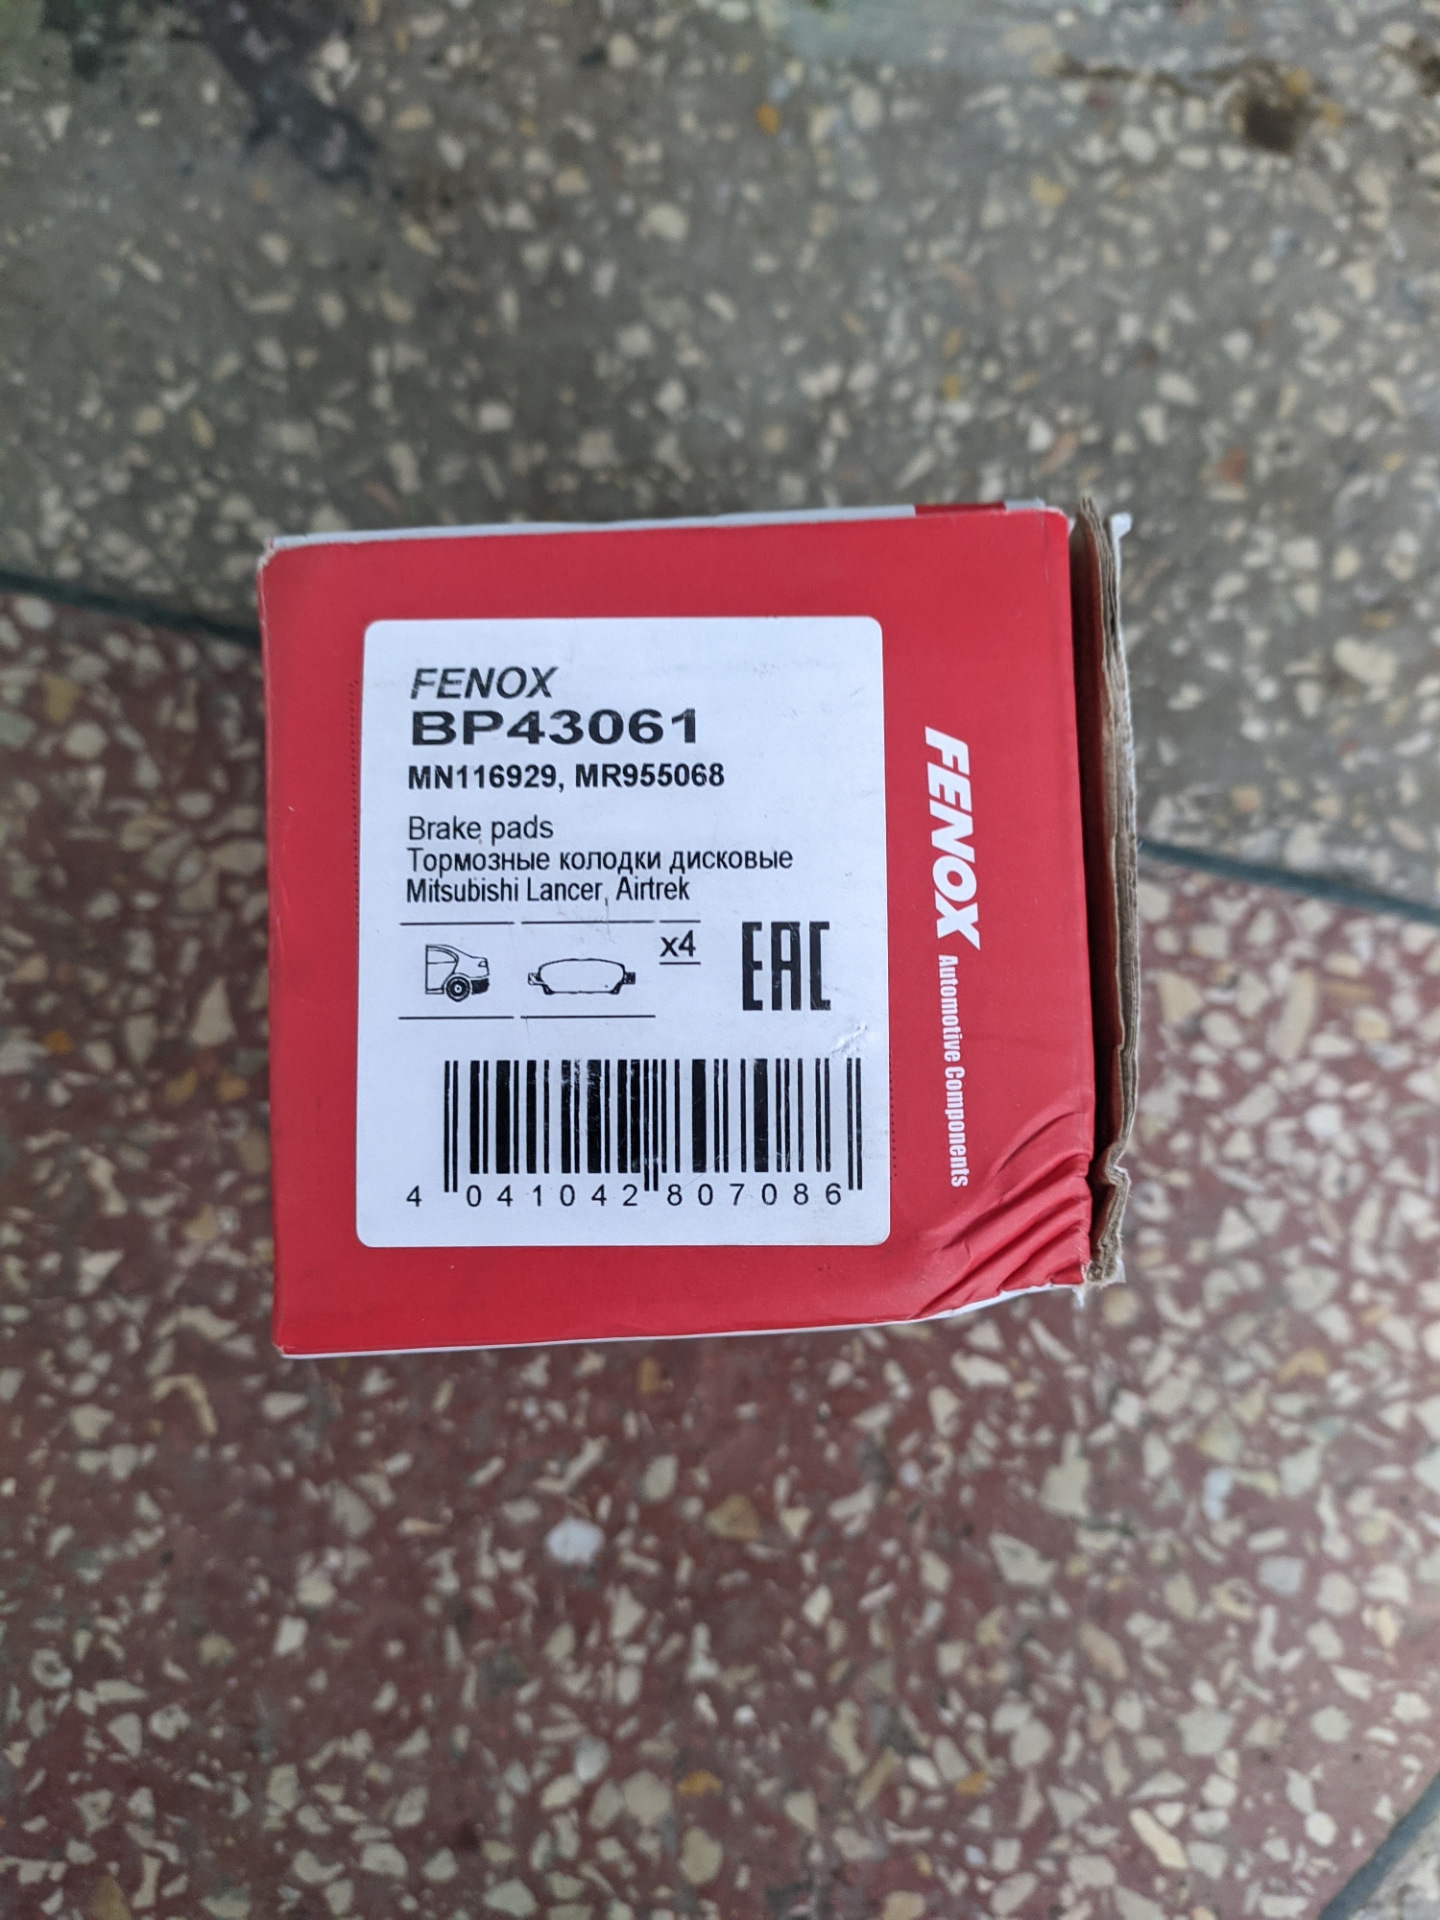 FENOX
BP43061
MN116929, MR955068
Brake pads
Тормозные колодки дисковые
Mitsubishi Lancer, Airtrek
x4
EAC
4 041042 807086
FENOX Automotive Components